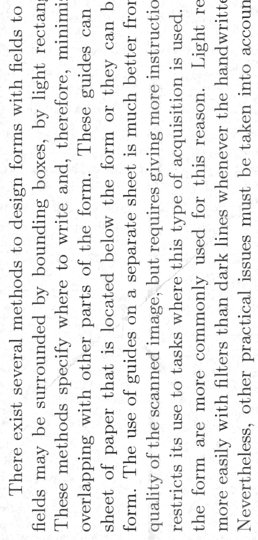 There exist several methods to design forms with fields to
fields may be surrounded by bounding boxes, by light rectang
These methods specify where to write and, therefore, minimi
overlapping with other parts of the form. These guides can
sheet of paper that is located below the form or they can b
form. The use of guides on a separate sheet is much better fro
quality of the scanned image, but requires giving more instructio
restricts its use to tasks where this type of acquisition is used.
the form are more commonly used for this reason. Light re
more easily with filters than dark lines whenever the handwritte
Nevertheless, other practical issues must be taken into accoun